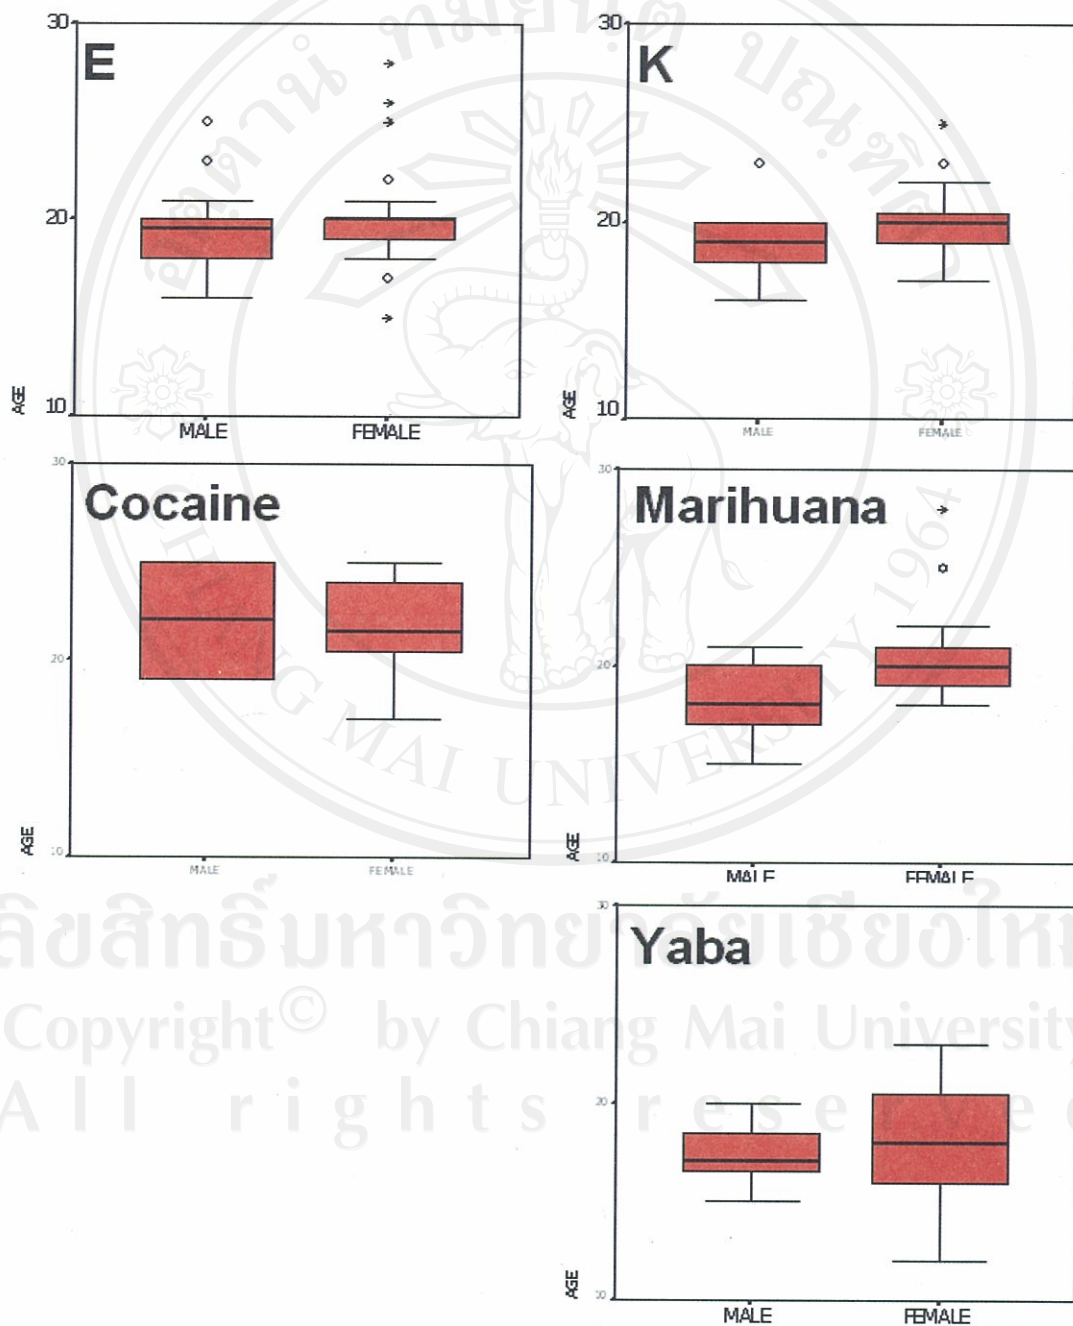 30
E
20
10
AGE
MALE FEMALE
30
K
20
10
AGE
MALE FEMALE
30
Cocaine
20
10
AGE
MALE FEMALE
30
Marihuana
20
10
AGE
MALE FEMALE
30
Yaba
20
10
AGE
MALE FEMALE
CHIANG MAI UNIVERSITY 1964
ลิขสิทธิ์มหาวิทยาลัยเชียงใหม่
Copyright© by Chiang Mai University
All rights reserved